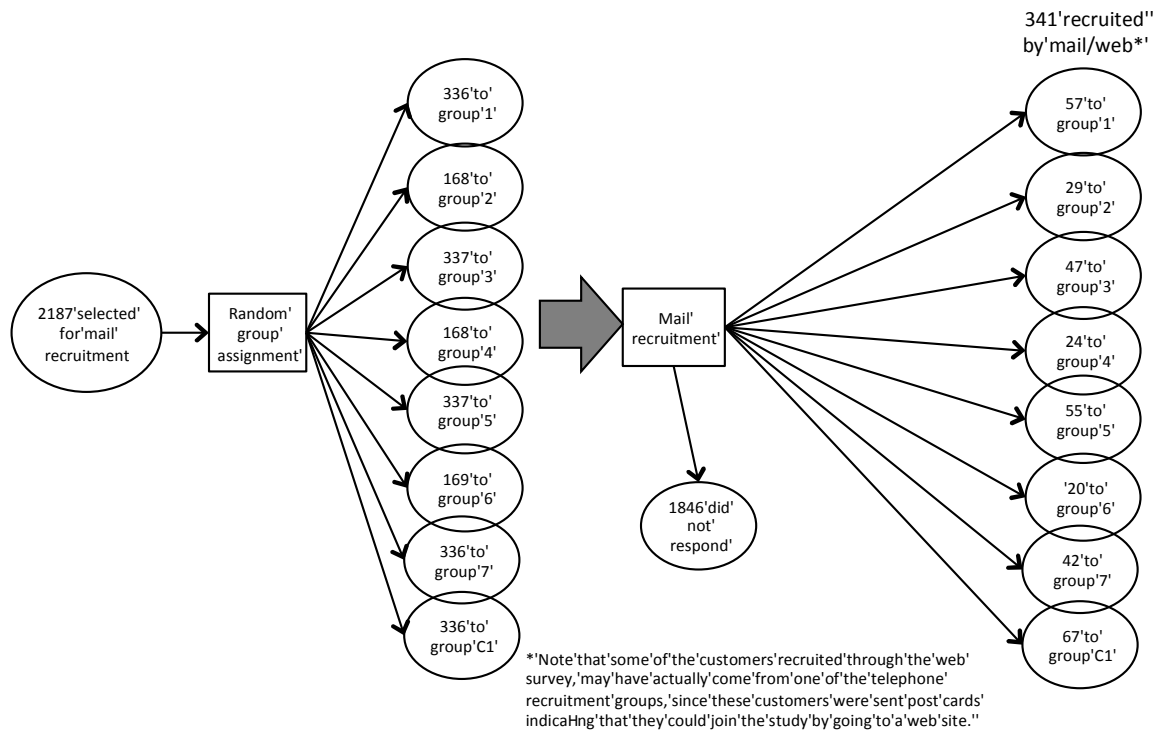 2187'selected'
for'mail'
recruitment
Random'
group'
assignment'
336'to'
group'1'
168'to'
group'2'
337'to'
group'3'
168'to'
group'4'
337'to'
group'5'
169'to'
group'6'
336'to'
group'7'
336'to'
group'C1'
Mail'
recruitment'
1846'did'
not'
respond'
341'recruited''
by'mail/web*'
57'to'
group'1'
29'to'
group'2'
47'to'
group'3'
24'to'
group'4'
55'to'
group'5'
'20'to'
group'6'
42'to'
group'7'
67'to'
group'C1'
*'Note'that'some'of'the'customers'recruited'through'the'web'
survey,'may'have'actually'come'from'one'of'the'telephone'
recruitment'groups,'since'these'customers'were'sent'post'cards'
indicaHng'that'they'could'join'the'study'by'going'to'a'web'site.''